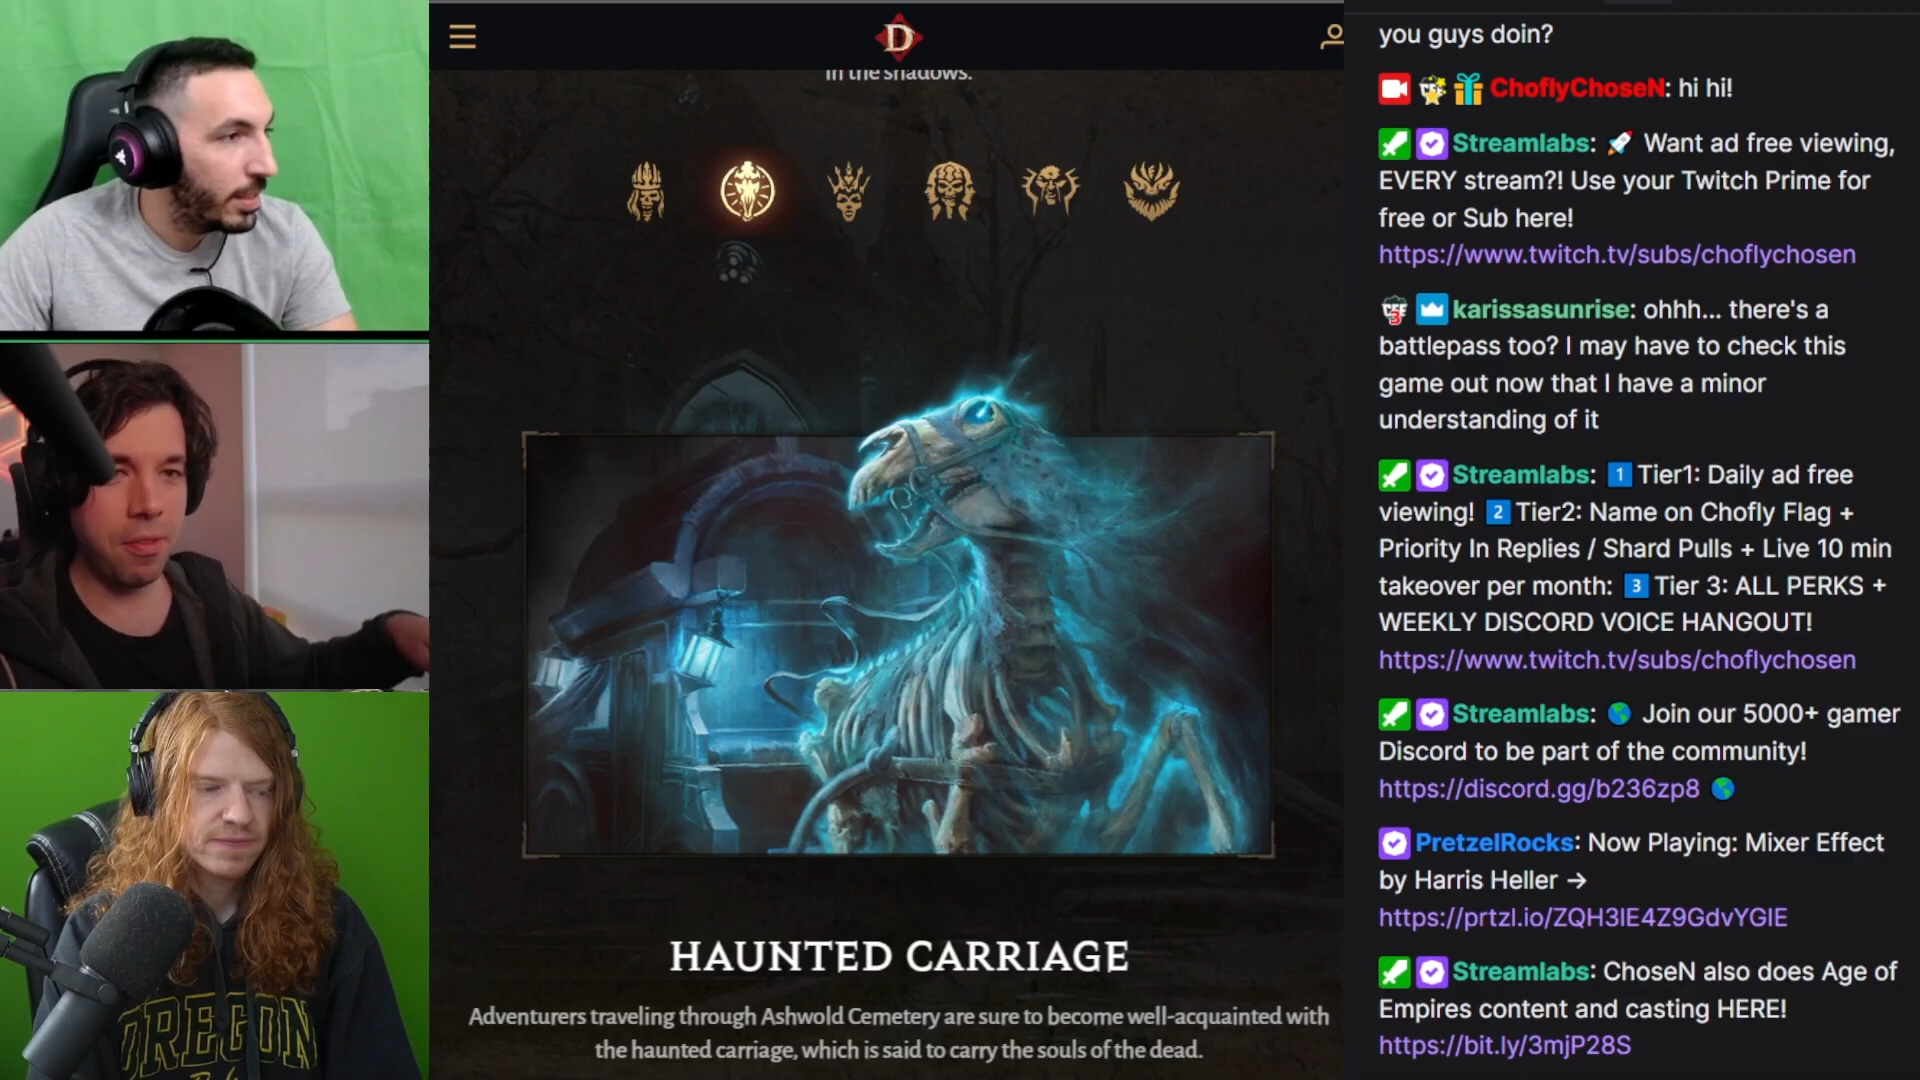 in the shadows.
D
HAUNTED CARRIAGE
Adventurers traveling through Ashwold Cemetery are sure to become well-acquainted with
the haunted carriage, which is said to carry the souls of the dead.
OREGON
you guys doin?
ChoflyChoseN: hi hi!
Streamlabs: 🚀 Want ad free viewing,
EVERY stream?! Use your Twitch Prime for
free or Sub here!
https://www.twitch.tv/subs/choflychosen
karissasunrise: ohhh... there's a
battlepass too? I may have to check this
game out now that I have a minor
understanding of it
Streamlabs: 1 Tier1: Daily ad free
viewing! 2 Tier2: Name on Chofly Flag +
Priority In Replies / Shard Pulls + Live 10 min
takeover per month: 3 Tier 3: ALL PERKS +
WEEKLY DISCORD VOICE HANGOUT!
https://www.twitch.tv/subs/choflychosen
Streamlabs: 🌎 Join our 5000+ gamer
Discord to be part of the community!
https://discord.gg/b236zp8 🌎
PretzelRocks: Now Playing: Mixer Effect
by Harris Heller →
https://prtzl.io/ZQH3lE4Z9GdvYGlE
Streamlabs: ChoseN also does Age of
Empires content and casting HERE!
https://bit.ly/3mjP28S